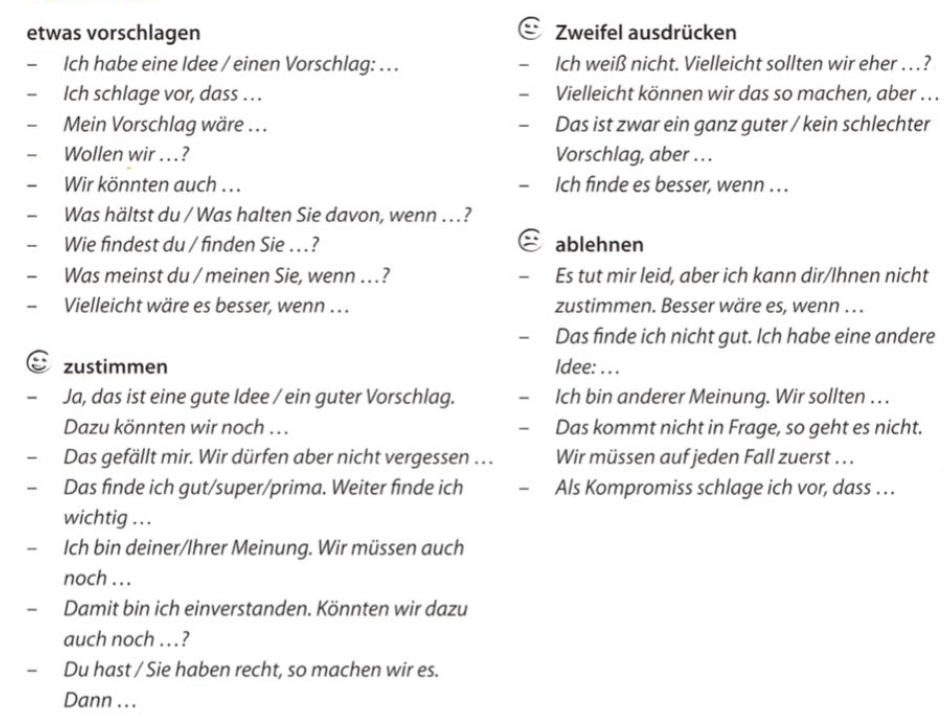 etwas vorschlagen
– Ich habe eine Idee / einen Vorschlag: …
– Ich schlage vor, dass …
– Mein Vorschlag wäre …
– Wollen wir …?
– Wir könnten auch …
– Was hältst du / Was halten Sie davon, wenn …?
– Wie findest du / finden Sie …?
– Was meinst du / meinen Sie, wenn …?
– Vielleicht wäre es besser, wenn …
zustimmen
– Ja, das ist eine gute Idee / ein guter Vorschlag.
Dazu könnten wir noch …
– Das gefällt mir. Wir dürfen aber nicht vergessen …
– Das finde ich gut/super/prima. Weiter finde ich
wichtig …
– Ich bin deiner/Ihrer Meinung. Wir müssen auch
noch …
– Damit bin ich einverstanden. Könnten wir dazu
auch noch …?
– Du hast / Sie haben recht, so machen wir es.
Dann …
Zweifel ausdrücken
– Ich weiß nicht. Vielleicht sollten wir eher …?
– Vielleicht können wir das so machen, aber …
– Das ist zwar ein ganz guter / kein schlechter
Vorschlag, aber …
– Ich finde es besser, wenn …
ablehnen
– Es tut mir leid, aber ich kann dir/Ihnen nicht
zustimmen. Besser wäre es, wenn …
– Das finde ich nicht gut. Ich habe eine andere
Idee: …
– Ich bin anderer Meinung. Wir sollten …
– Das kommt nicht in Frage, so geht es nicht.
Wir müssen auf jeden Fall zuerst …
– Als Kompromiss schlage ich vor, dass …